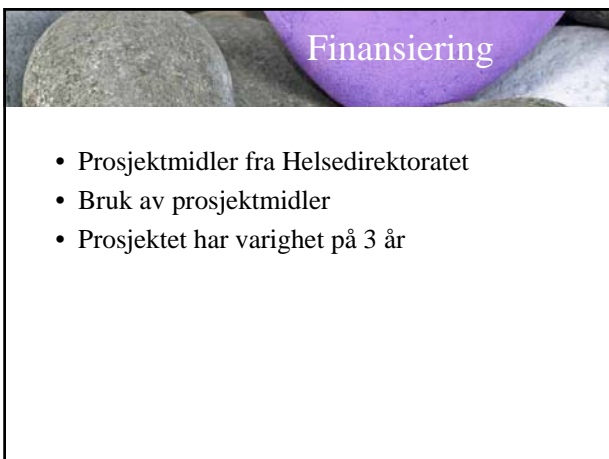 Finansiering
• Prosjektmidler fra Helsedirektoratet
• Bruk av prosjektmidler
• Prosjektet har varighet på 3 år